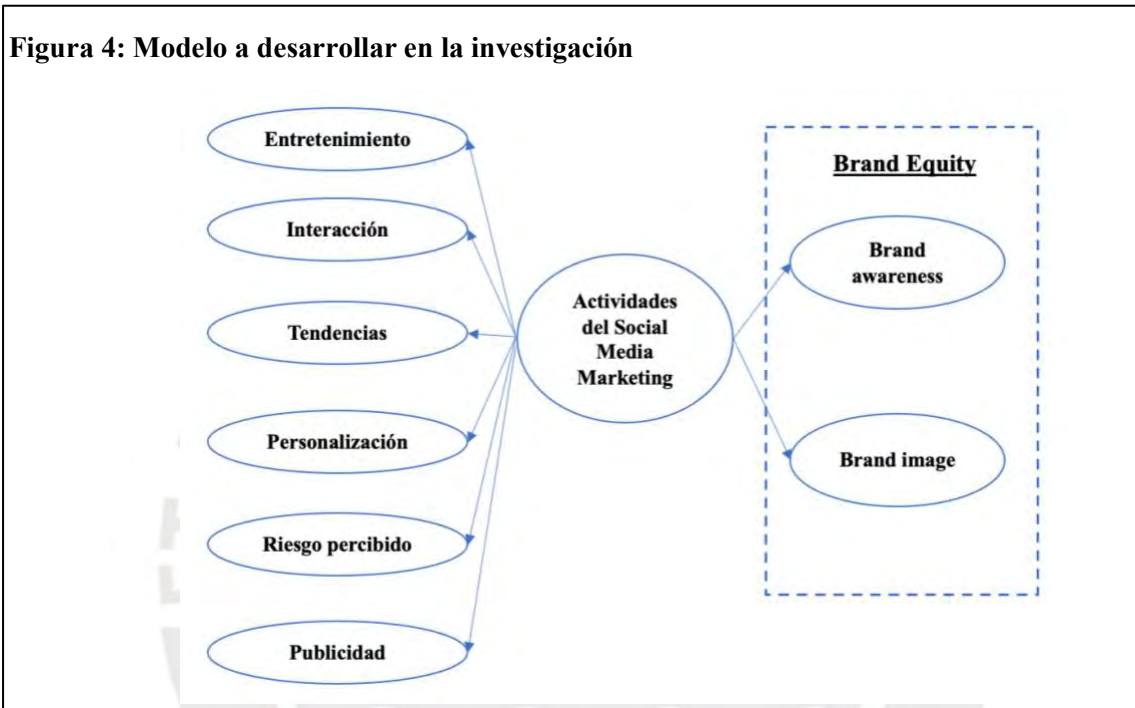 Figura 4: Modelo a desarrollar en la investigación
Entretenimiento
Interacción
Tendencias
Personalización
Riesgo percibido
Publicidad
Actividades
del Social
Media
Marketing
Brand Equity
Brand
awareness
Brand image